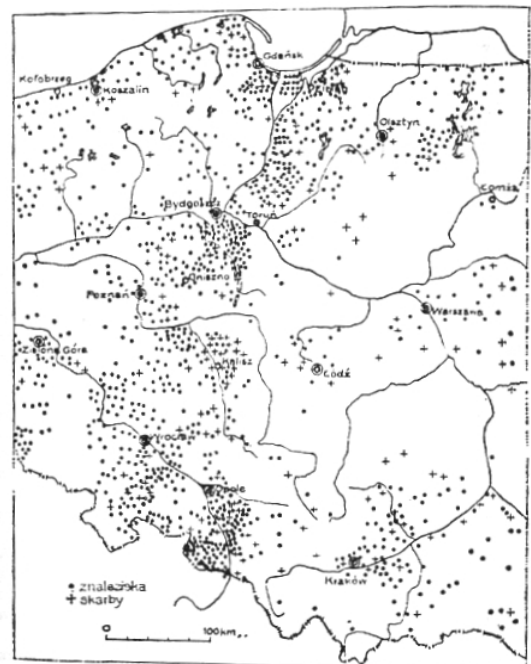 Gdańsk
Kołobrzeg
Koszalin
Olsztyn
Łomża
Bydgoszcz
Toruń
Gniezno
Poznań
Warszawa
Zielona Góra
Kalisz
Łódź
Wrocław
Opole
Kraków
• znaleziska
+ skarby
0
100km